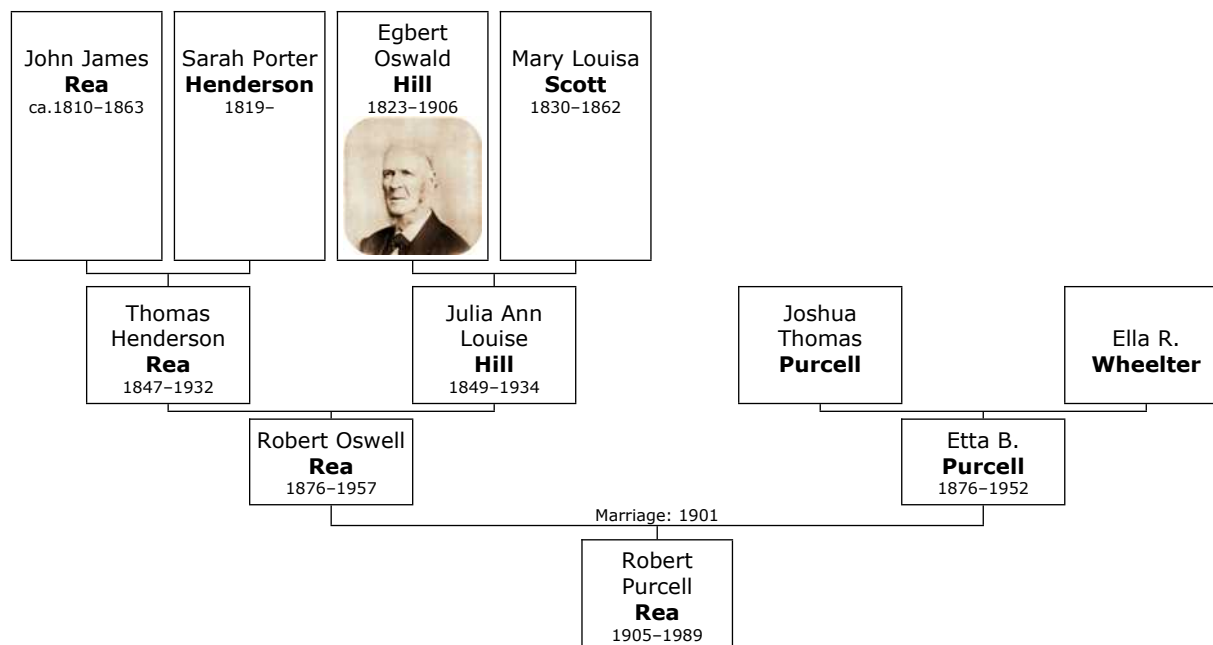 John James
Rea
ca.1810–1863
Sarah Porter
Henderson
1819–
Egbert
Oswald
Hill
1823–1906
Mary Louisa
Scott
1830–1862
Thomas
Henderson
Rea
1847–1932
Julia Ann
Louise
Hill
1849–1934
Joshua
Thomas
Purcell
Ella R.
Wheelter
Robert Oswell
Rea
1876–1957
Etta B.
Purcell
1876–1952
Marriage: 1901
Robert
Purcell
Rea
1905–1989